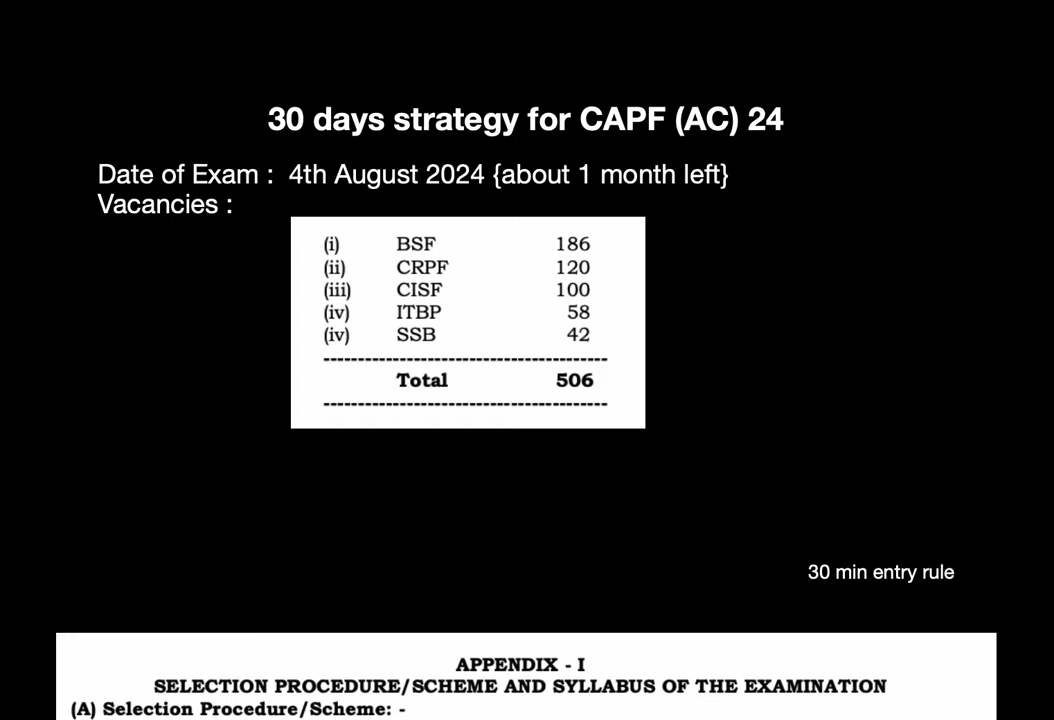 30 days strategy for CAPF (AC) 24
Date of Exam : 4th August 2024 {about 1 month left}
Vacancies :
(i) BSF 186
(ii) CRPF 120
(iii) CISF 100
(iv) ITBP 58
(iv) SSB 42
-----------------------------------------
Total 506
-----------------------------------------
30 min entry rule
APPENDIX - I
SELECTION PROCEDURE/SCHEME AND SYLLABUS OF THE EXAMINATION
(A) Selection Procedure/Scheme: -